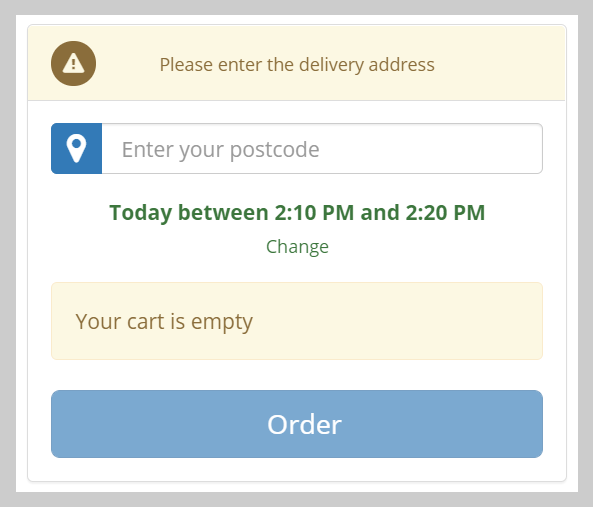 Please enter the delivery address
Enter your postcode
Today between 2:10 PM and 2:20 PM
Change
Your cart is empty
Order